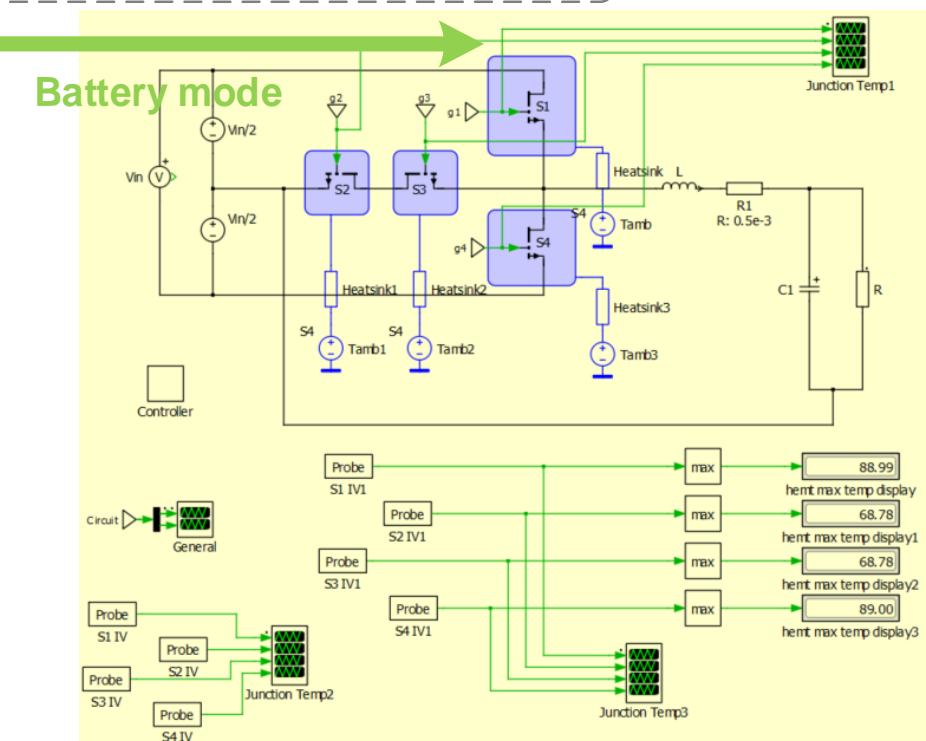 Battery mode
Junction Temp1
g2
g3
g1
S1
Vin/2
Vin
V
S2
S3
Heatsink
L
R1
R: 0.5e-3
Vin/2
S4
Tamb
g4
S4
C1
R
Heatsink1
Heatsink2
Heatsink3
S4
Tamb1
S4
Tamb2
Tamb3
Controller
Probe
S1 IV1
max
88.99
hemt max temp display
Probe
S2 IV1
max
68.78
hemt max temp display1
Circuit
General
Probe
S3 IV1
max
68.78
hemt max temp display2
Probe
S4 IV1
max
89.00
hemt max temp display3
Probe
S1 IV
Probe
S2 IV
Probe
S3 IV
Probe
S4 IV
Junction Temp2
Junction Temp3